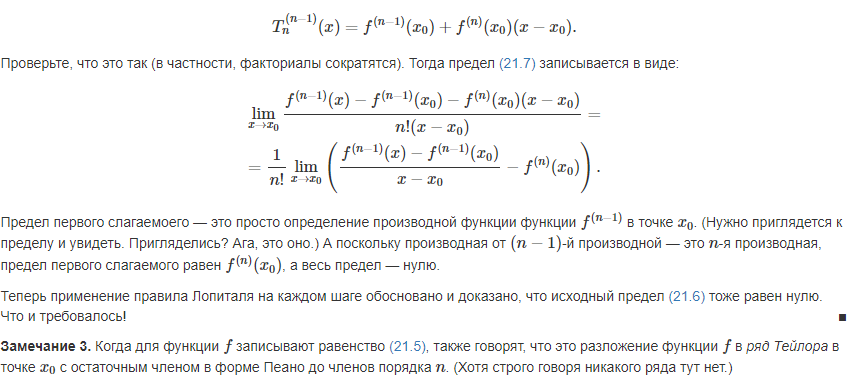 T_n^{(n−1)}(x) = f^{(n−1)}(x_0) + f^{(n)}(x_0)(x − x_0).
Проверьте, что это так (в частности, факториалы сократятся). Тогда предел (21.7) записывается в виде:
lim_{x→x_0} \frac{f^{(n−1)}(x) − f^{(n−1)}(x_0) − f^{(n)}(x_0)(x − x_0)}{n!(x − x_0)} =
= \frac{1}{n!} lim_{x→x_0} ( \frac{f^{(n−1)}(x) − f^{(n−1)}(x_0)}{x − x_0} − f^{(n)}(x_0) ).
Предел первого слагаемоего — это просто определение производной функции функции f^{(n−1)} в точке x_0. (Нужно приглядется к
пределу и увидеть. Пригляделись? Ага, это оно.) А поскольку производная от (n − 1)-й производной — это n-я производная,
предел первого слагаемого равен f^{(n)}(x_0), а весь предел — нулю.
Теперь применение правила Лопиталя на каждом шаге обосновано и доказано, что исходный предел (21.6) тоже равен нулю.
Что и требовалось! ■
Замечание 3. Когда для функции f записывают равенство (21.5), также говорят, что это разложение функции f в ряд Тейлора в
точке x_0 с остаточным членом в форме Пеано до членов порядка n. (Хотя строго говоря никакого ряда тут нет.)